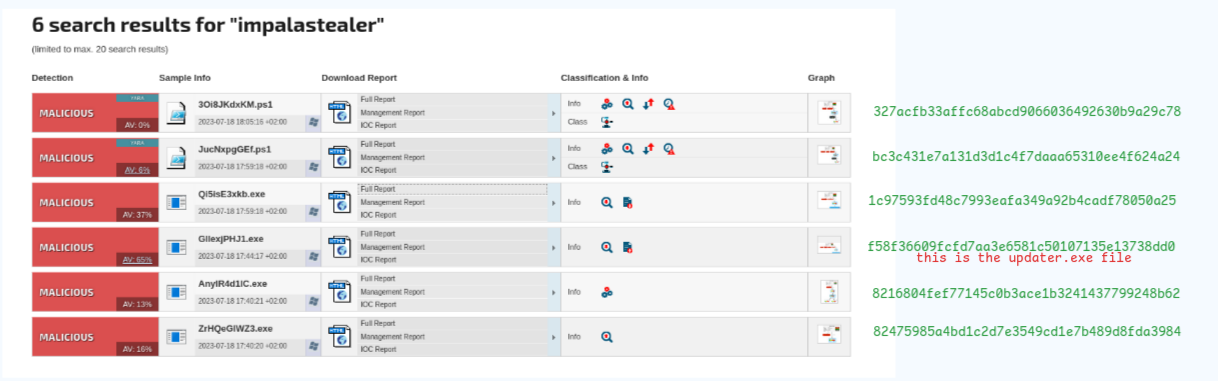 6 search results for "impalastealer"
(limited to max. 20 search results)
Detection Sample Info Download Report Classification & Info Graph
MALICIOUS
AV: 0%
3Oi8JKdxKM.ps1
2023-07-18 18:05:16 +02:00
Full Report
Management Report
IOC Report
Info
Class
327acfb33affc68abcd9066036492630b9a29c78
MALICIOUS
AV: 6%
JucNxpgGEf.ps1
2023-07-18 17:59:18 +02:00
Full Report
Management Report
IOC Report
Info
Class
bc3c431e7a131d3d1c4f7daaa65310ee4f624a24
MALICIOUS
AV: 37%
Qi5isE3xkb.exe
2023-07-18 17:59:18 +02:00
Full Report
Management Report
IOC Report
Info
1c97593fd48c7993eafa349a92b4cadf78050a25
MALICIOUS
AV: 65%
GIlexjPHJ1.exe
2023-07-18 17:44:17 +02:00
Full Report
Management Report
IOC Report
Info
f58f36609fcfd7aa3e6581c50107135e13738dd0
this is the updater.exe file
MALICIOUS
AV: 13%
AnyIR4d1IC.exe
2023-07-18 17:40:21 +02:00
Full Report
Management Report
IOC Report
Info
8216804fef77145c0b3ace1b3241437799248b62
MALICIOUS
AV: 16%
ZrHQeGIWZ3.exe
2023-07-18 17:40:20 +02:00
Full Report
Management Report
IOC Report
Info
82475985a4bd1c2d7e3549cd1e7b489d8fda3984